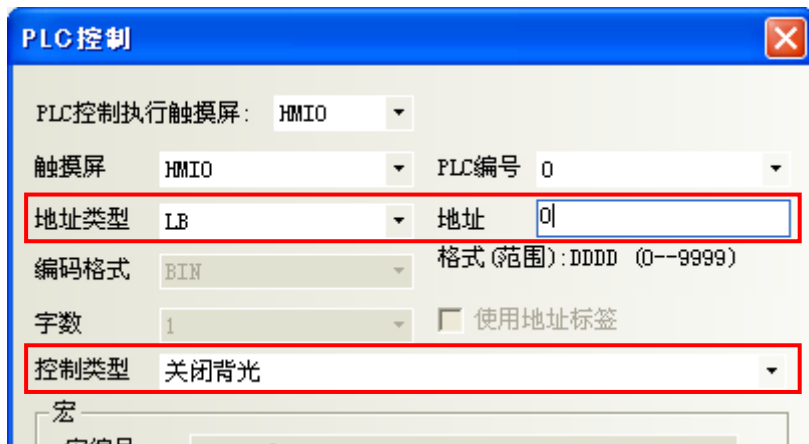 PLC控制
PLC控制执行触摸屏: HMI0
触摸屏 HMI0 PLC编号 0
地址类型 LB 地址 0
编码格式 BIN 格式(范围):DDDD (0--9999)
字数 1 使用地址标签
控制类型 关闭背光
宏